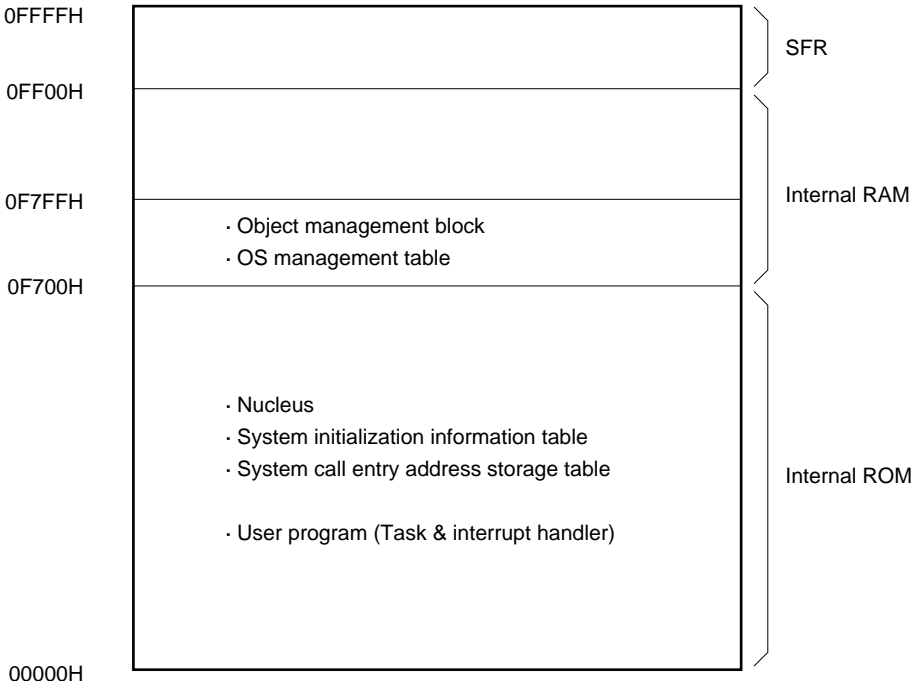 0FFFFH
SFR
0FF00H
Internal RAM
0F7FFH
· Object management block
· OS management table
0F700H
· Nucleus
· System initialization information table
· System call entry address storage table
Internal ROM
· User program (Task & interrupt handler)
00000H